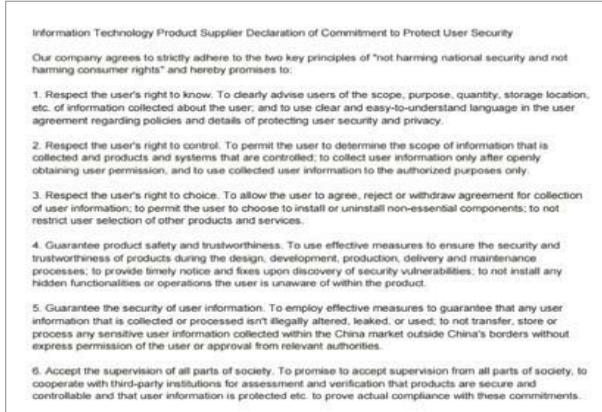 Information Technology Product Supplier Declaration of Commitment to Protect User Security
Our company agrees to strictly adhere to the two key principles of "not harming national security and not
harming consumer rights" and hereby promises to:
1. Respect the user's right to know. To clearly advise users of the scope, purpose, quantity, storage location,
etc. of information collected about the user; and to use clear and easy-to-understand language in the user
agreement regarding policies and details of protecting user security and privacy.
2. Respect the user's right to control. To permit the user to determine the scope of information that is
collected and products and systems that are controlled; to collect user information only after openly
obtaining user permission, and to use collected user information to the authorized purposes only.
3. Respect the user's right to choice. To allow the user to agree, reject or withdraw agreement for collection
of user information; to permit the user to choose to install or uninstall non-essential components; to not
restrict user selection of other products and services.
4. Guarantee product safety and trustworthiness. To use effective measures to ensure the security and
trustworthiness of products during the design, development, production, delivery and maintenance
processes; to provide timely notice and fixes upon discovery of security vulnerabilities; to not install any
hidden functionalities or operations the user is unaware of within the product.
5. Guarantee the security of user information. To employ effective measures to guarantee that any user
information that is collected or processed isn't illegally altered, leaked, or used; to not transfer, store or
process any sensitive user information collected within the China market outside China's borders without
express permission of the user or approval from relevant authorities.
6. Accept the supervision of all parts of society. To promise to accept supervision from all parts of society, to
cooperate with third-party institutions for assessment and verification that products are secure and
controllable and that user information is protected etc. to prove actual compliance with these commitments.